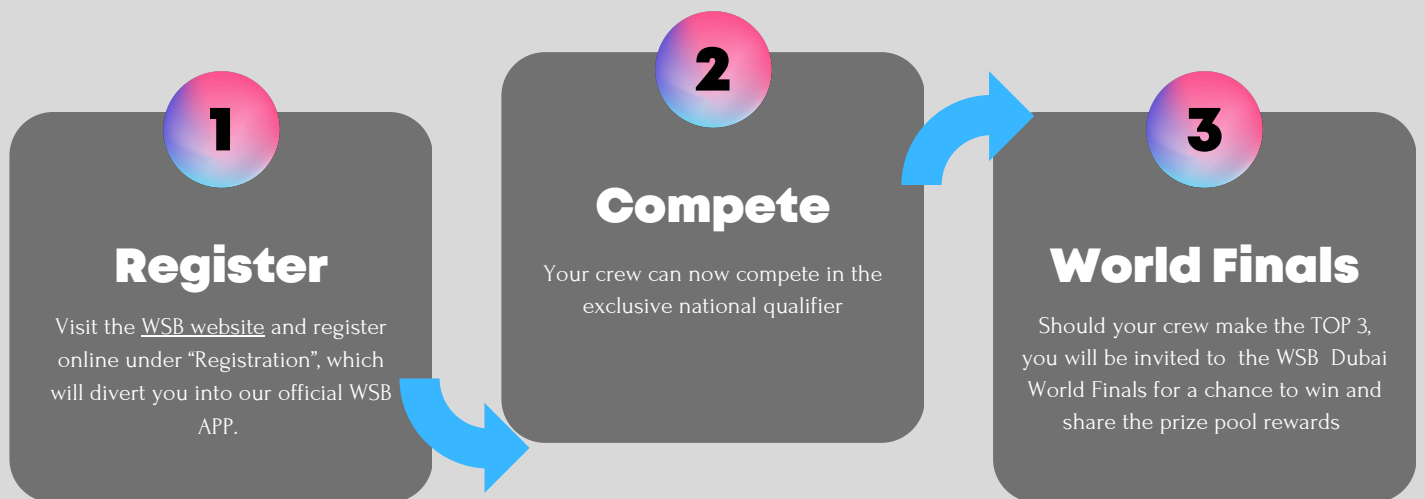 1
Register
Visit the WSB website and register
online under “Registration”, which
will divert you into our official WSB
APP.
2
Compete
Your crew can now compete in the
exclusive national qualifier
3
World Finals
Should your crew make the TOP 3,
you will be invited to  the WSB  Dubai
World Finals for a chance to win and
share the prize pool rewards